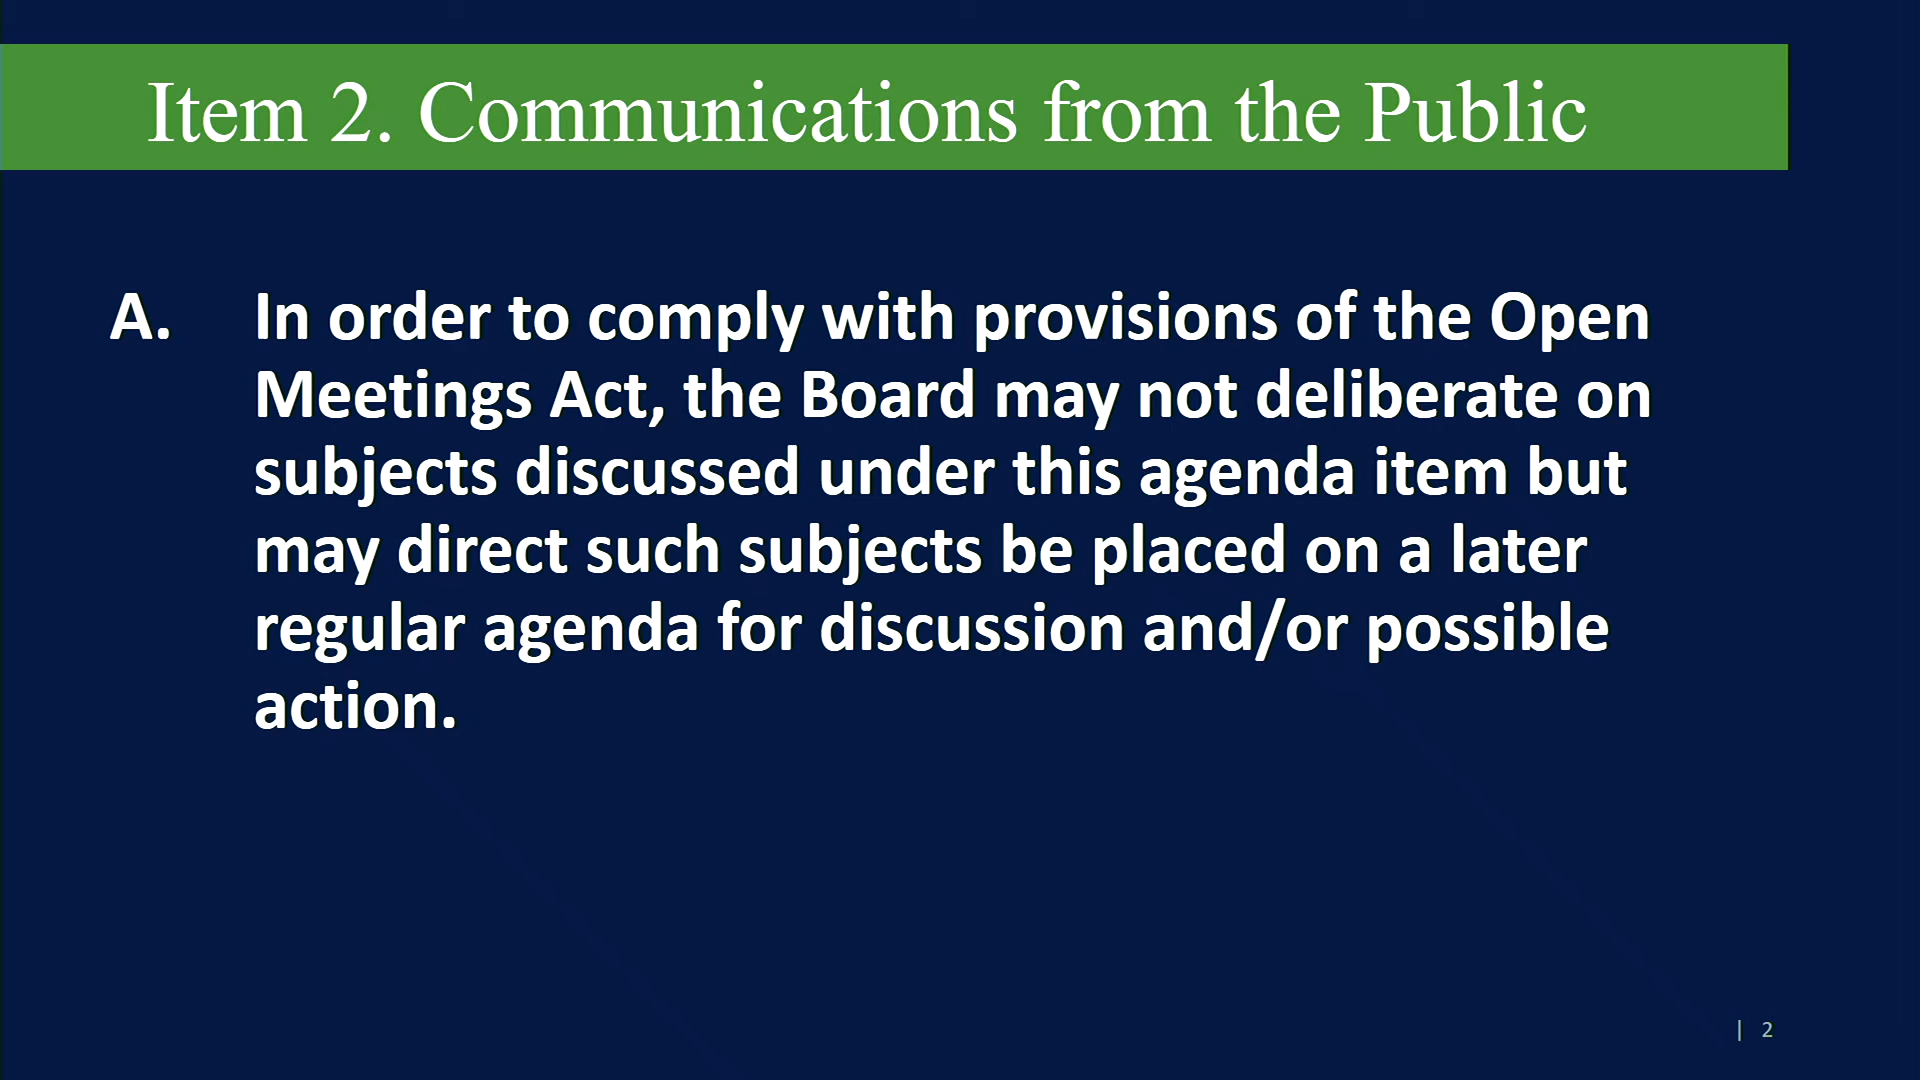 Item 2. Communications from the Public
A. In order to comply with provisions of the Open
Meetings Act, the Board may not deliberate on
subjects discussed under this agenda item but
may direct such subjects be placed on a later
regular agenda for discussion and/or possible
action.
| 2